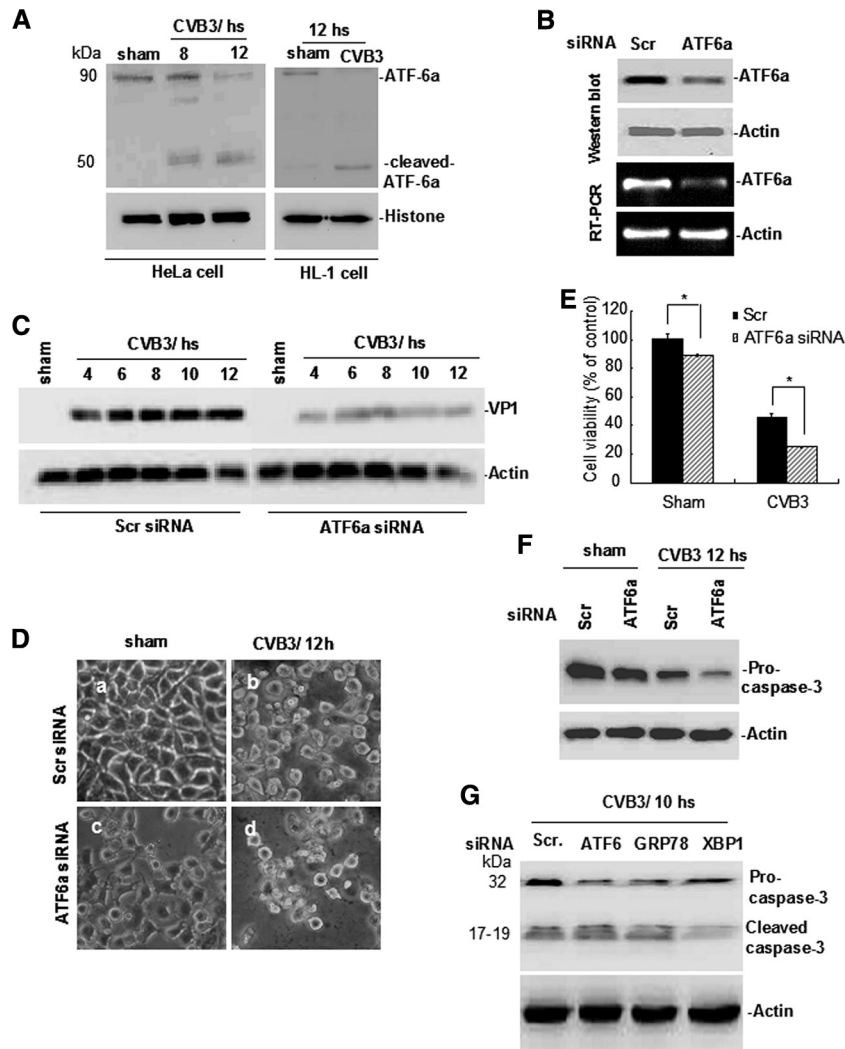 A
CVB3/ hs
12 hs
kDa
sham
8
12
sham
CVB3
90
-ATF-6a
50
-cleaved-
ATF-6a
-Histone
HeLa cell
HL-1 cell
B
siRNA
Scr
ATF6a
Western blot
-ATF6a
-Actin
RT-PCR
-ATF6a
-Actin
C
sham
CVB3/ hs
4
6
8
10
12
sham
CVB3/ hs
4
6
8
10
12
-VP1
-Actin
Scr siRNA
ATF6a siRNA
D
sham
CVB3/ 12h
Scr siRNA
a
b
ATF6a siRNA
c
d
E
Cell viability (% of control)
120
100
80
60
40
20
0
*
*
Scr
ATF6a siRNA
Sham
CVB3
F
sham
CVB3 12 hs
siRNA
Scr
ATF6a
Scr
ATF6a
-Pro-
caspase-3
-Actin
G
CVB3/ 10 hs
siRNA
Scr.
ATF6
GRP78
XBP1
kDa
32
Pro-
caspase-3
17-19
Cleaved
caspase-3
-Actin